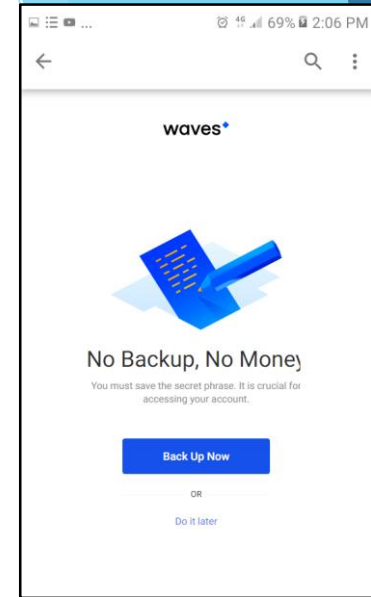 ... 4G 69% 2:06 PM
waves
No Backup, No Money
You must save the secret phrase. It is crucial for
accessing your account.
Back Up Now
OR
Do it later